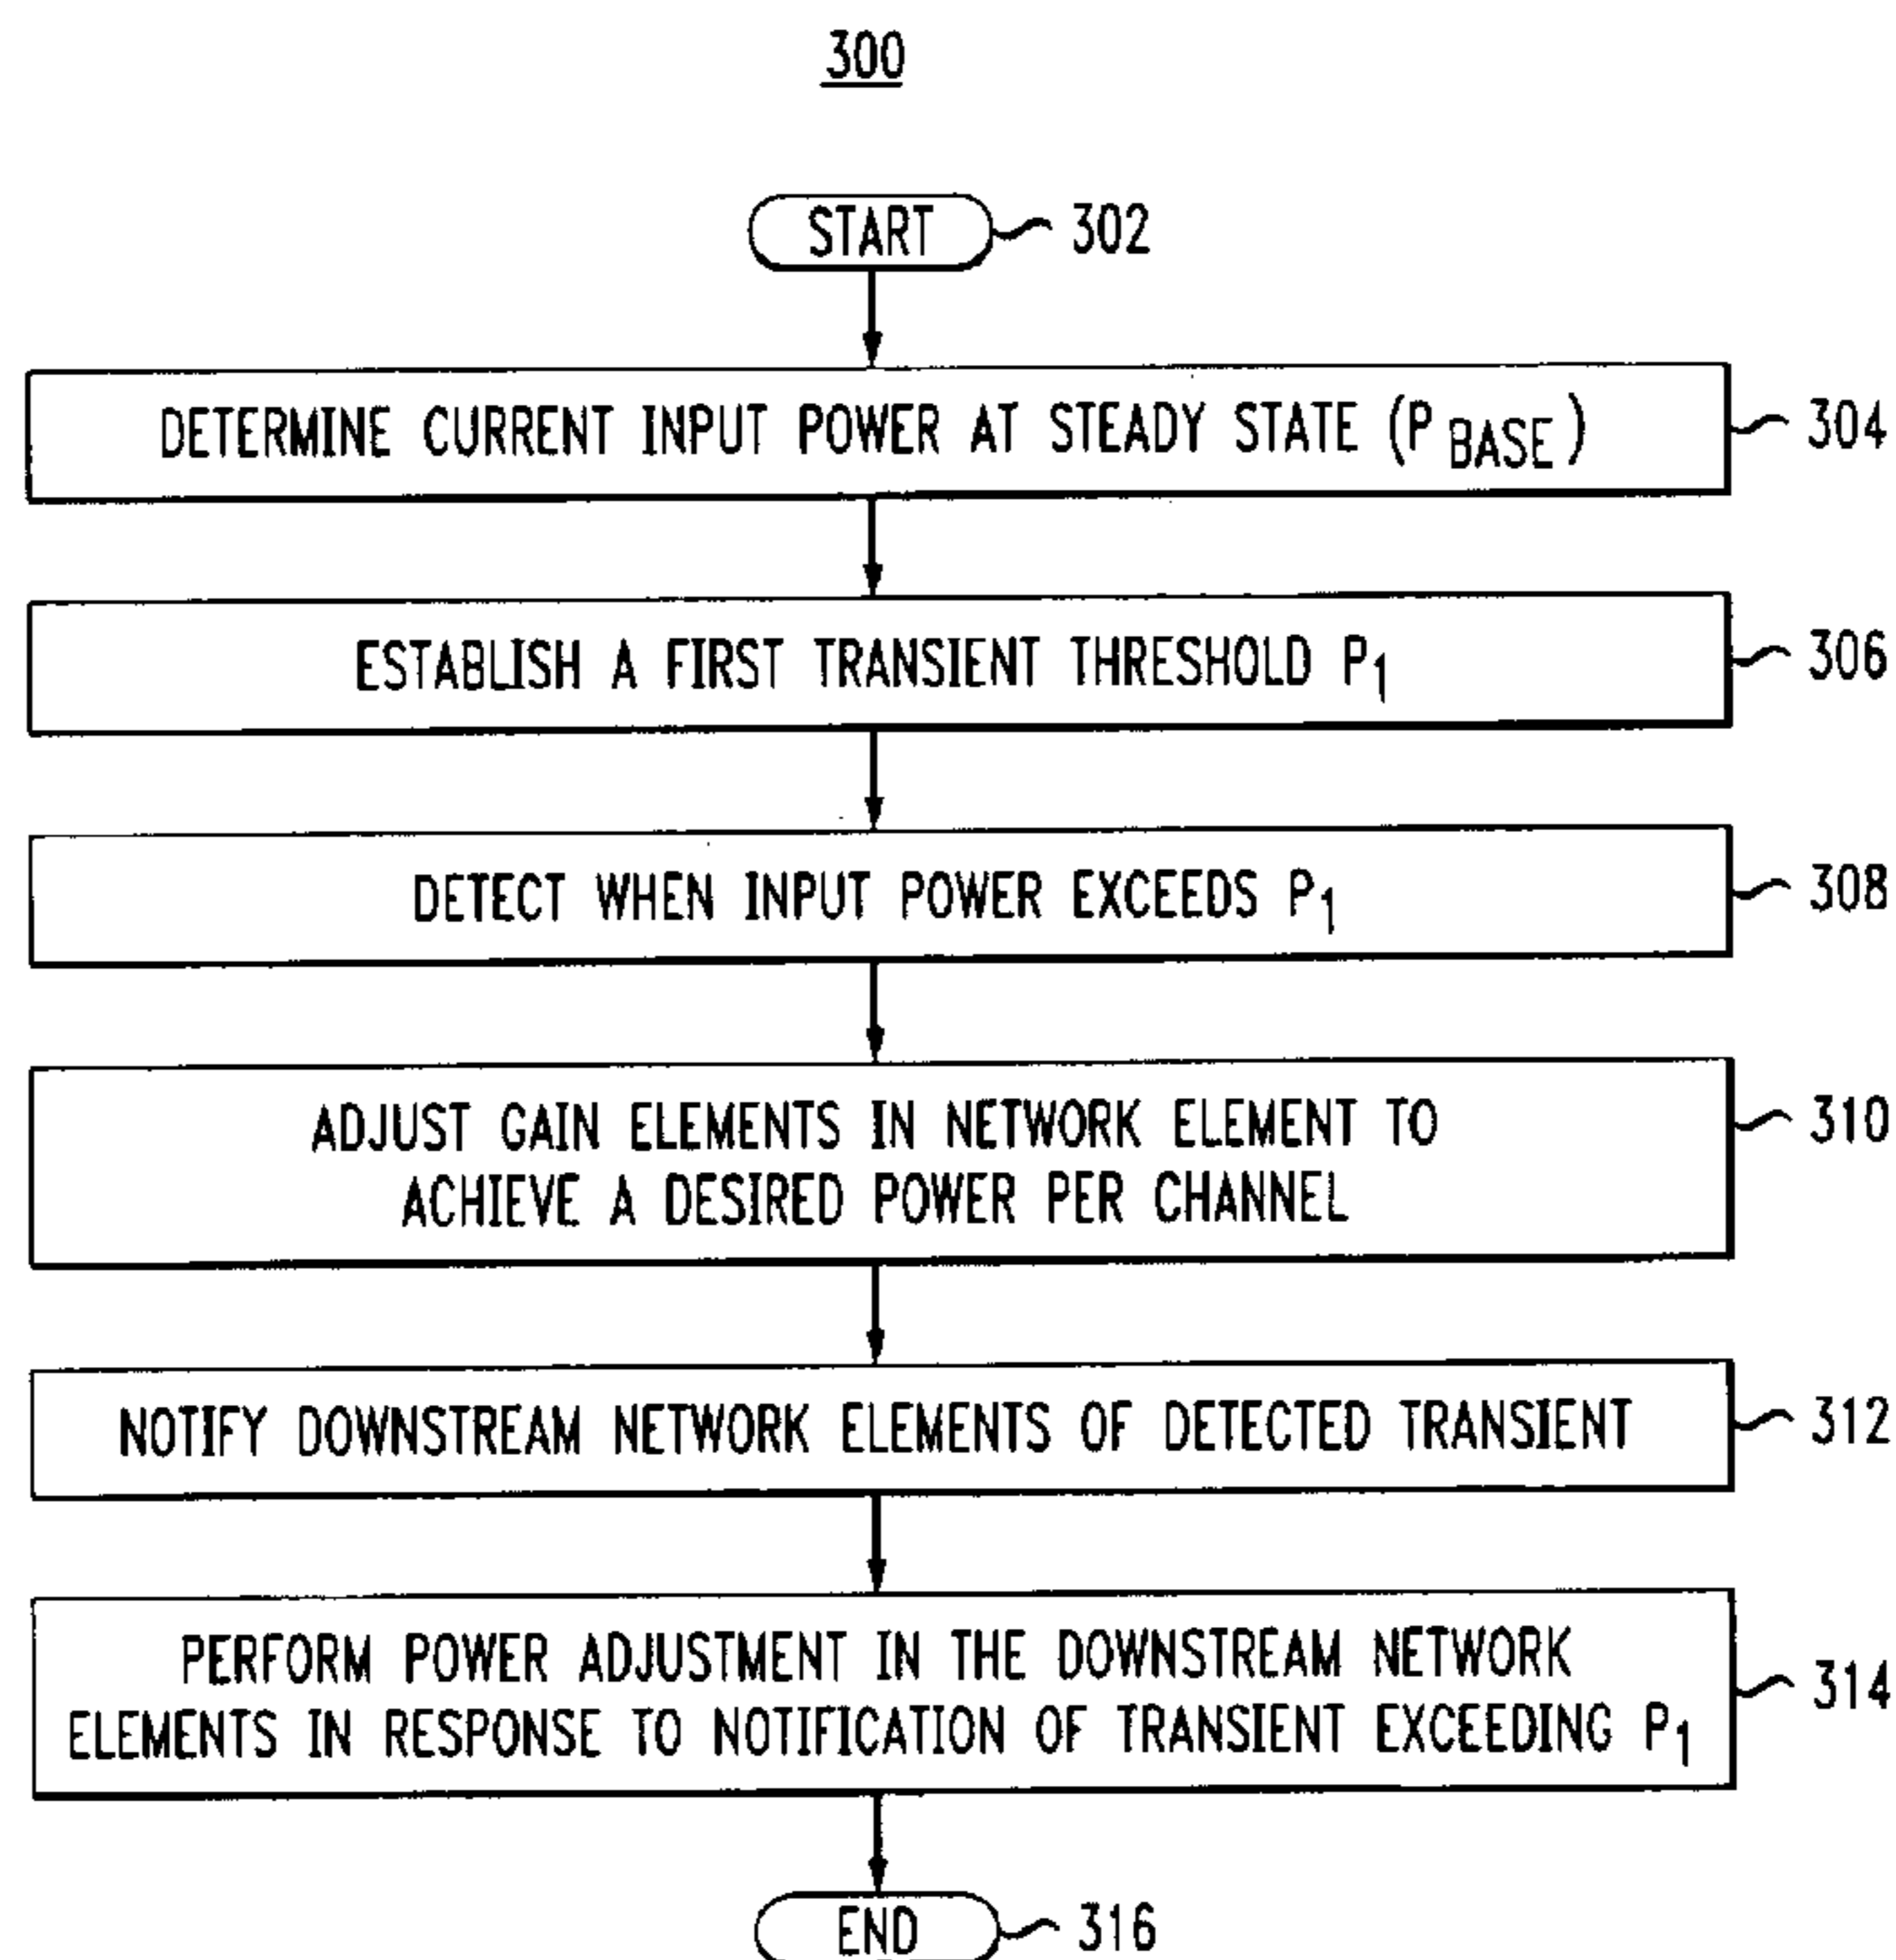 300
START 302
DETERMINE CURRENT INPUT POWER AT STEADY STATE (P BASE) 304
ESTABLISH A FIRST TRANSIENT THRESHOLD P1 306
DETECT WHEN INPUT POWER EXCEEDS P1 308
ADJUST GAIN ELEMENTS IN NETWORK ELEMENT TO 310
ACHIEVE A DESIRED POWER PER CHANNEL
NOTIFY DOWNSTREAM NETWORK ELEMENTS OF DETECTED TRANSIENT 312
PERFORM POWER ADJUSTMENT IN THE DOWNSTREAM NETWORK 314
ELEMENTS IN RESPONSE TO NOTIFICATION OF TRANSIENT EXCEEDING P1
END 316